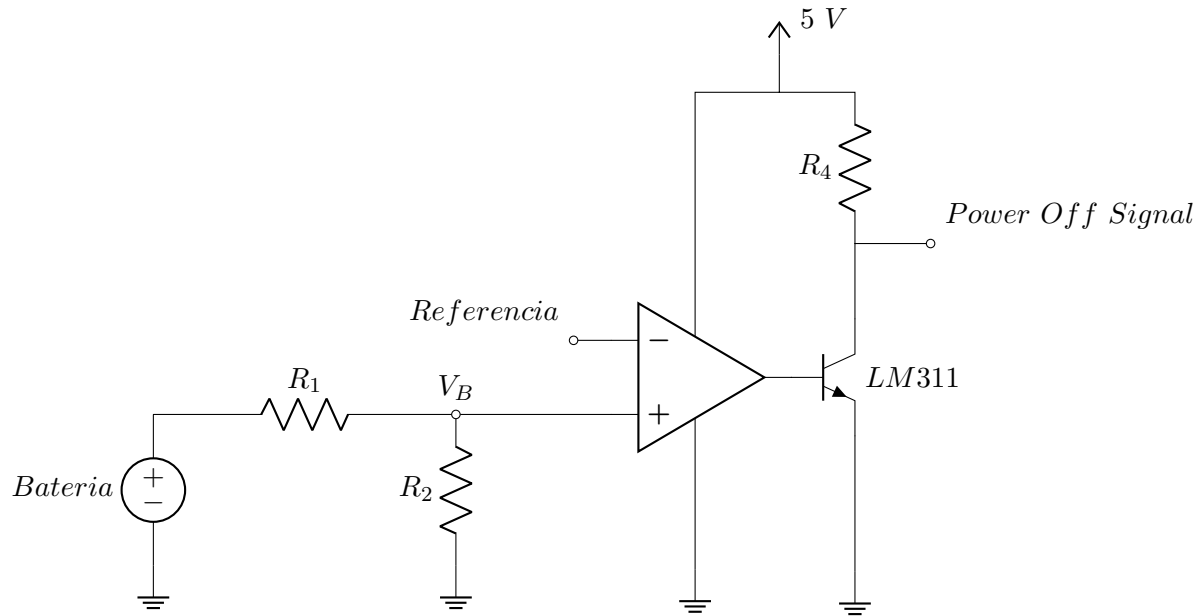 5 V
R4
Power Off Signal
Referencia
−
LM311
R1
VB
+
Bateria
+
−
R2